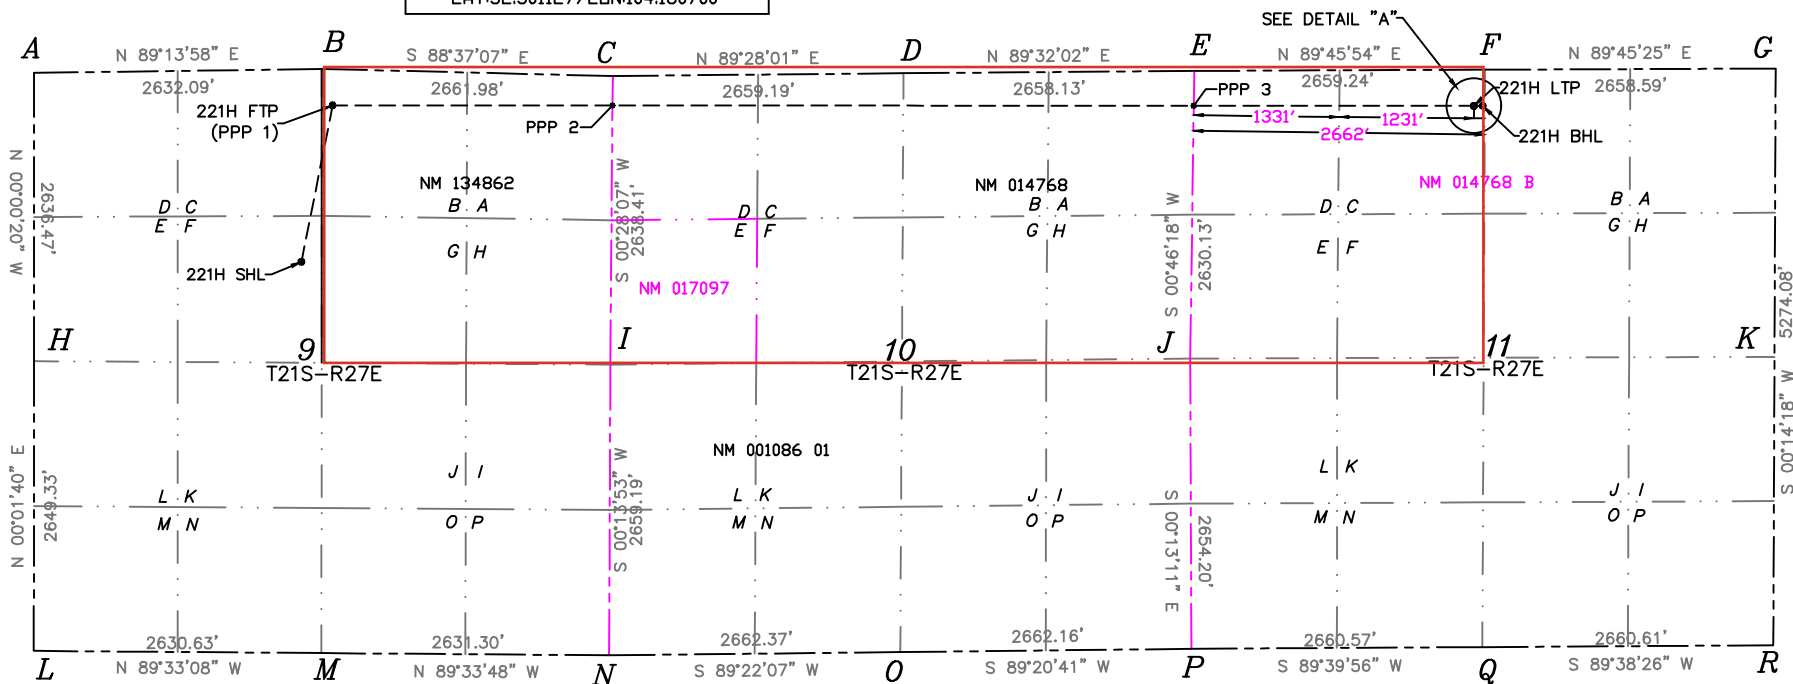 SEE DETAIL "A"
A
B
C
D
E
F
G
N 89°13'58" E
S 88°37'07" E
N 89°28'01" E
N 89°32'02" E
N 89°45'54" E
N 89°45'25" E
2632.09'
2661.98'
2659.19'
2658.13'
2659.24'
2658.59'
221H FTP
(PPP 1)
PPP 2
PPP 3
221H LTP
221H BHL
1331'
1231'
2662'
N 00°00'20" W
2636.47'
S 00°28'07" W
2638.41'
S 00°46'18" W
2630.13'
NM 134862
NM 014768
NM 014768 B
D C
E F
B A
G H
D C
E F
B A
G H
D C
E F
B A
G H
221H SHL
NM 017097
5274.08'
S 00°14'18" W
H
9
I
10
J
11
K
T21S-R27E
T21S-R27E
T21S-R27E
NM 001086 01
N 00°01'40" E
2649.33'
S 00°13'53" W
2659.19'
S 00°13'11" E
2654.20'
L K
M N
J I
O P
L K
M N
J I
O P
L K
M N
J I
O P
2630.63'
2631.30'
2662.37'
2662.16'
2660.57'
2660.61'
L
N 89°33'08" W
M
N 89°33'48" W
N
S 89°22'07" W
O
S 89°20'41" W
P
S 89°39'56" W
Q
S 89°38'26" W
R